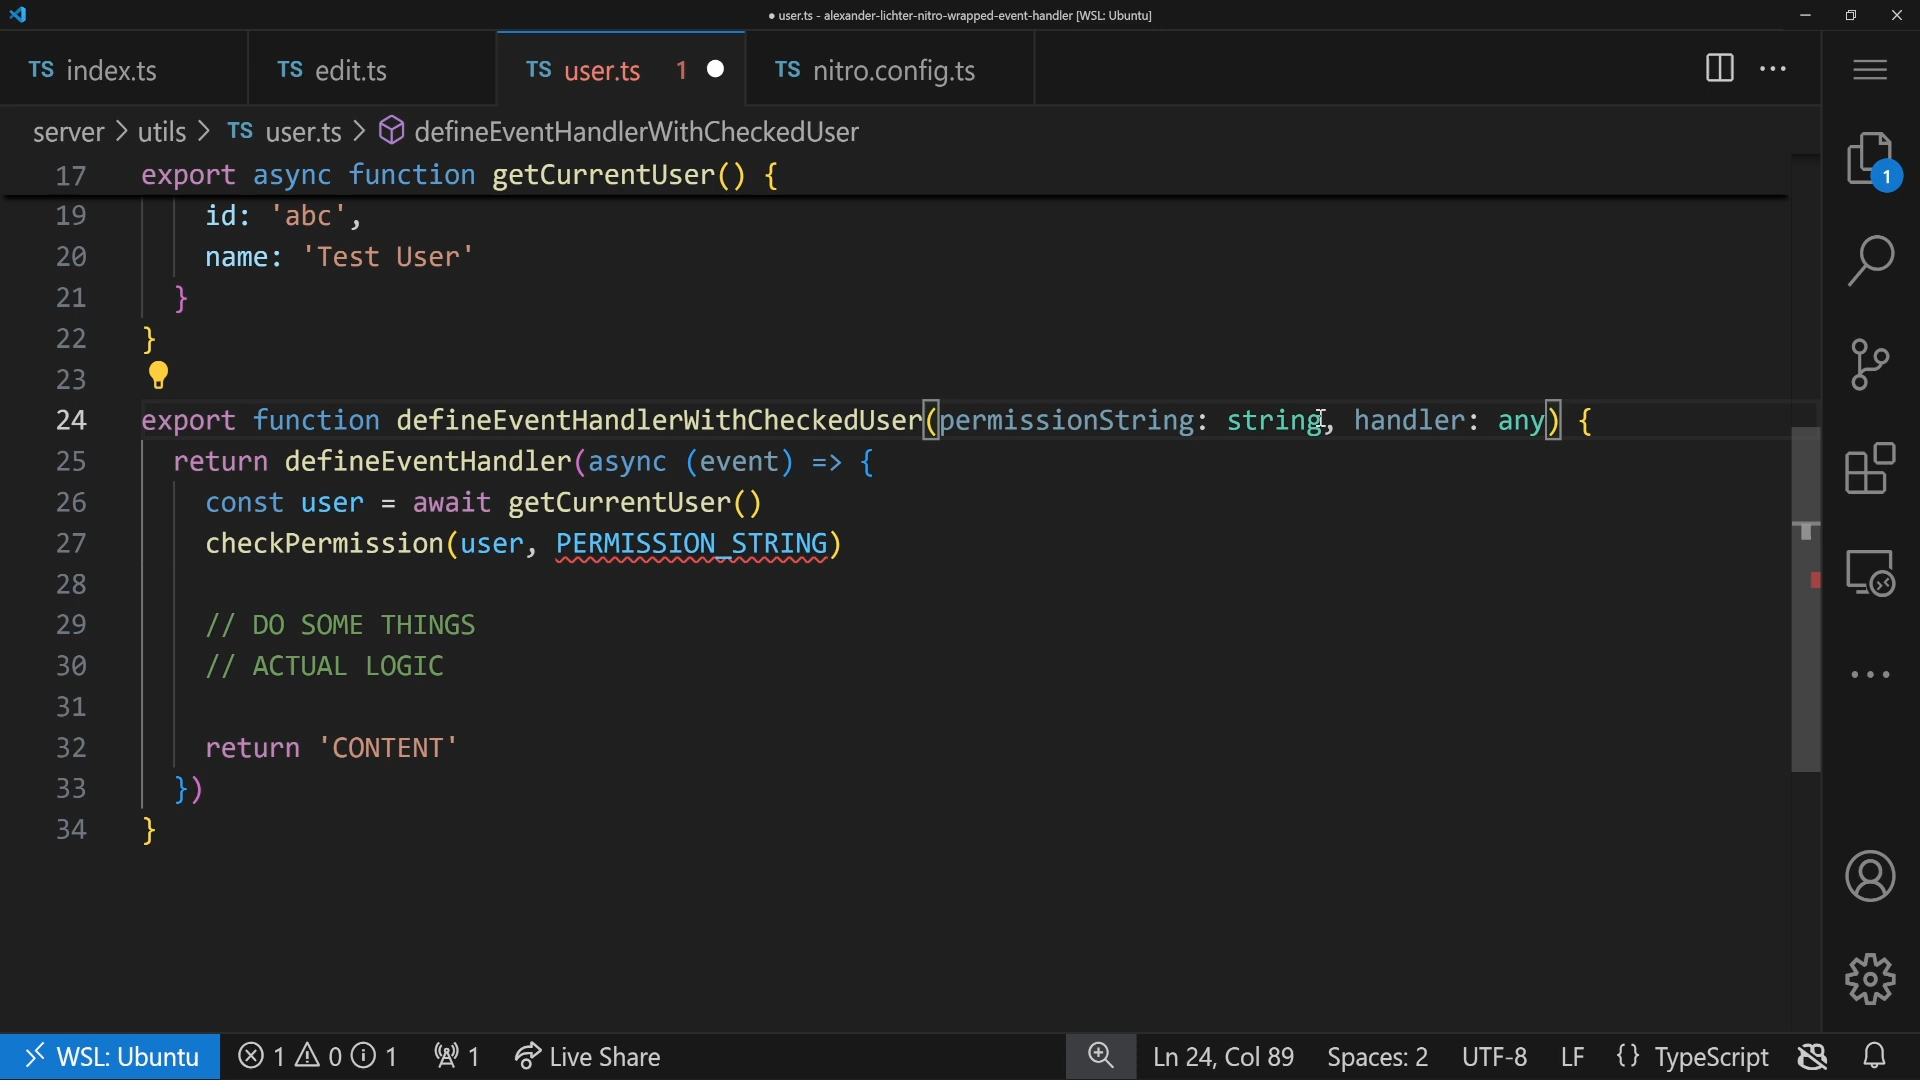 ● user.ts - alexander-lichter-nitro-wrapped-event-handler [WSL: Ubuntu]
TS index.ts
TS edit.ts
TS user.ts 1
TS nitro.config.ts
server > utils > TS user.ts > defineEventHandlerWithCheckedUser
1
17 export async function getCurrentUser() {
19 id: 'abc',
20 name: 'Test User'
21 }
22 }
23
24 export function defineEventHandlerWithCheckedUser(permissionString: string, handler: any) {
25 return defineEventHandler(async (event) => {
26 const user = await getCurrentUser()
27 checkPermission(user, PERMISSION_STRING)
28
29 // DO SOME THINGS
30 // ACTUAL LOGIC
31
32 return 'CONTENT'
33 })
34 }
WSL: Ubuntu 1 0 1 1 Live Share Ln 24, Col 89 Spaces: 2 UTF-8 LF {} TypeScript